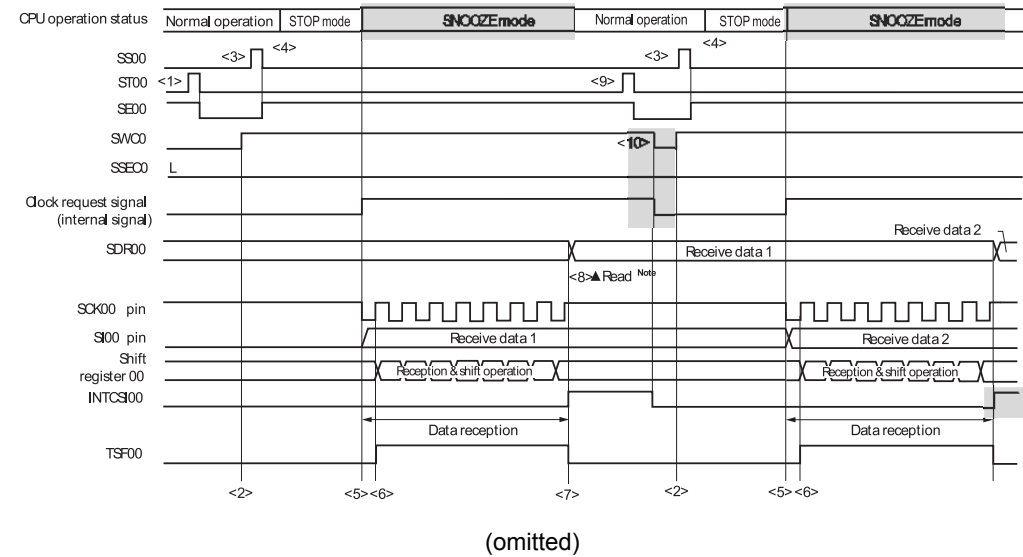 CPU operation status Normal operation STOP mode SNOOZE mode Normal operation STOP mode SNOOZE mode
<3> <4> <3> <4>
SS00
ST00 <1> <9>
SE00
SWC0 <10>
SSEC0 L
Clock request signal
(internal signal)
Receive data 2
SDR00 Receive data 1
<8>▲Read Note
SCK00 pin
SI00 pin Receive data 1 Receive data 2
Shift
register 00 Reception & shift operation Reception & shift operation
INTCSI00
Data reception Data reception
TSF00
<2> <5><6> <7> <2> <5><6>
(omitted)